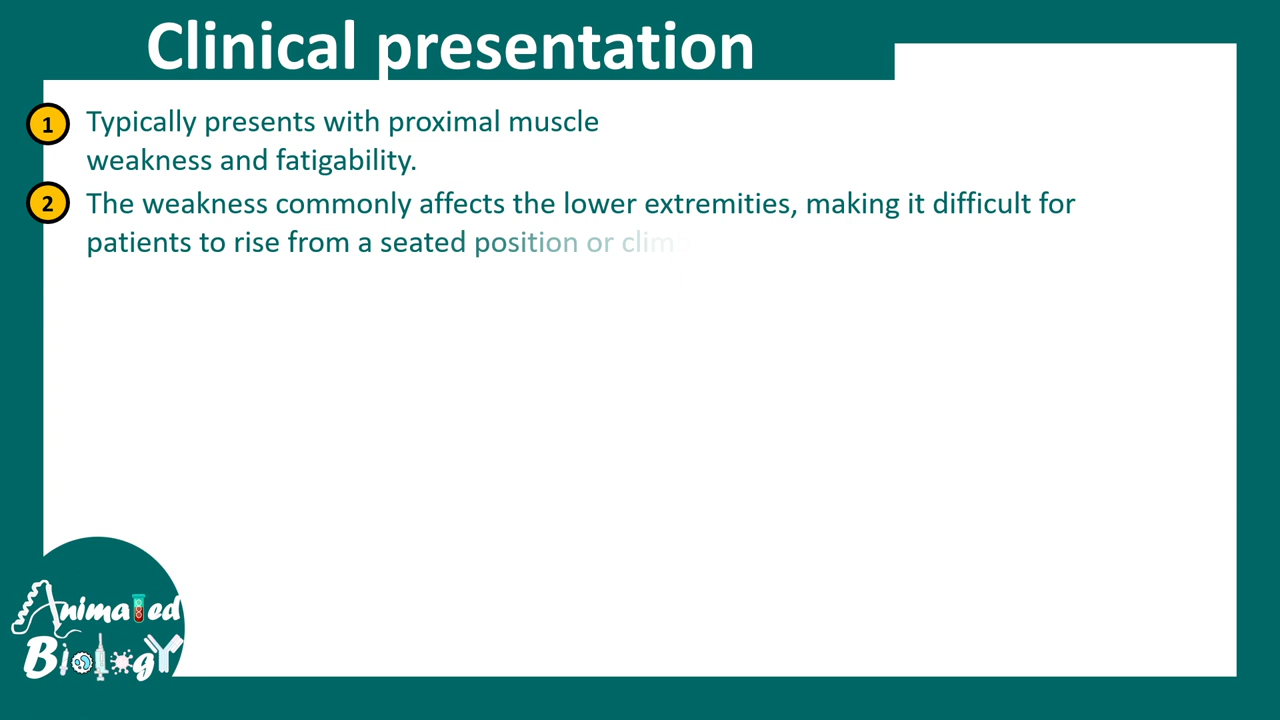 Clinical presentation
1 Typically presents with proximal muscle
weakness and fatigability.
2 The weakness commonly affects the lower extremities, making it difficult for
patients to rise from a seated position or
Animated
Biology